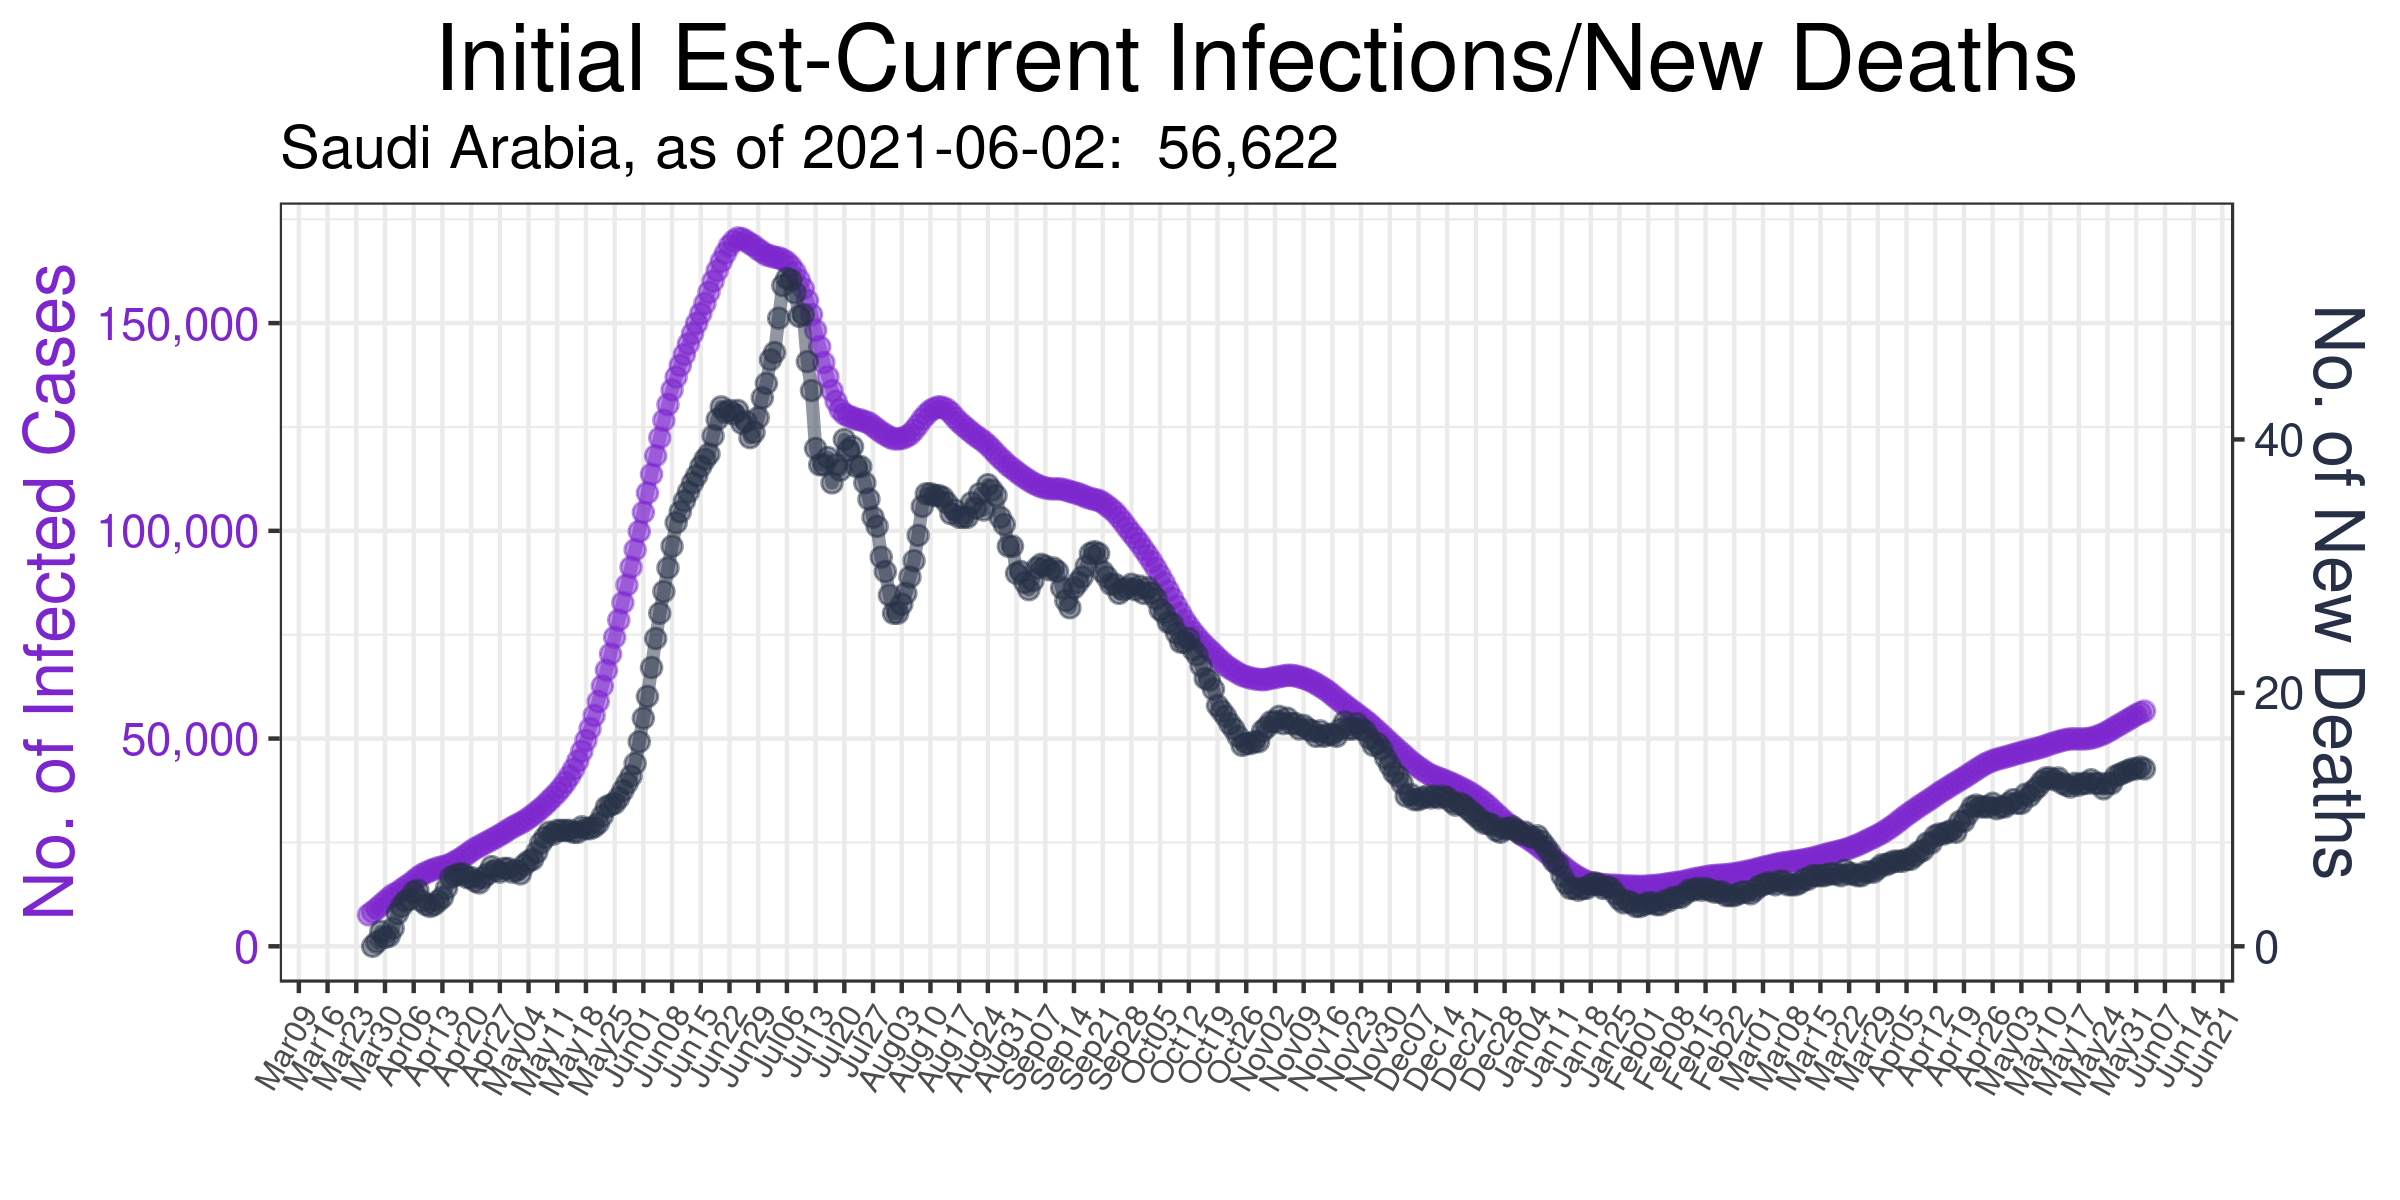 Initial Est-Current Infections/New Deaths
Saudi Arabia, as of 2021-06-02:  56,622
No. of Infected Cases
150,000
100,000
50,000
0
40
20
0
No. of New Deaths
Mar09
Mar16
Mar23
Mar30
Apr06
Apr13
Apr20
Apr27
May04
May11
May18
May25
Jun01
Jun08
Jun15
Jun22
Jun29
Jul06
Jul13
Jul20
Jul27
Aug03
Aug10
Aug17
Aug24
Aug31
Sep07
Sep14
Sep21
Sep28
Oct05
Oct12
Oct19
Oct26
Nov02
Nov09
Nov16
Nov23
Nov30
Dec07
Dec14
Dec21
Dec28
Jan04
Jan11
Jan18
Jan25
Feb01
Feb08
Feb15
Feb22
Mar01
Mar08
Mar15
Mar22
Mar29
Apr05
Apr12
Apr19
Apr26
May03
May10
May17
May24
May31
Jun07
Jun14
Jun21